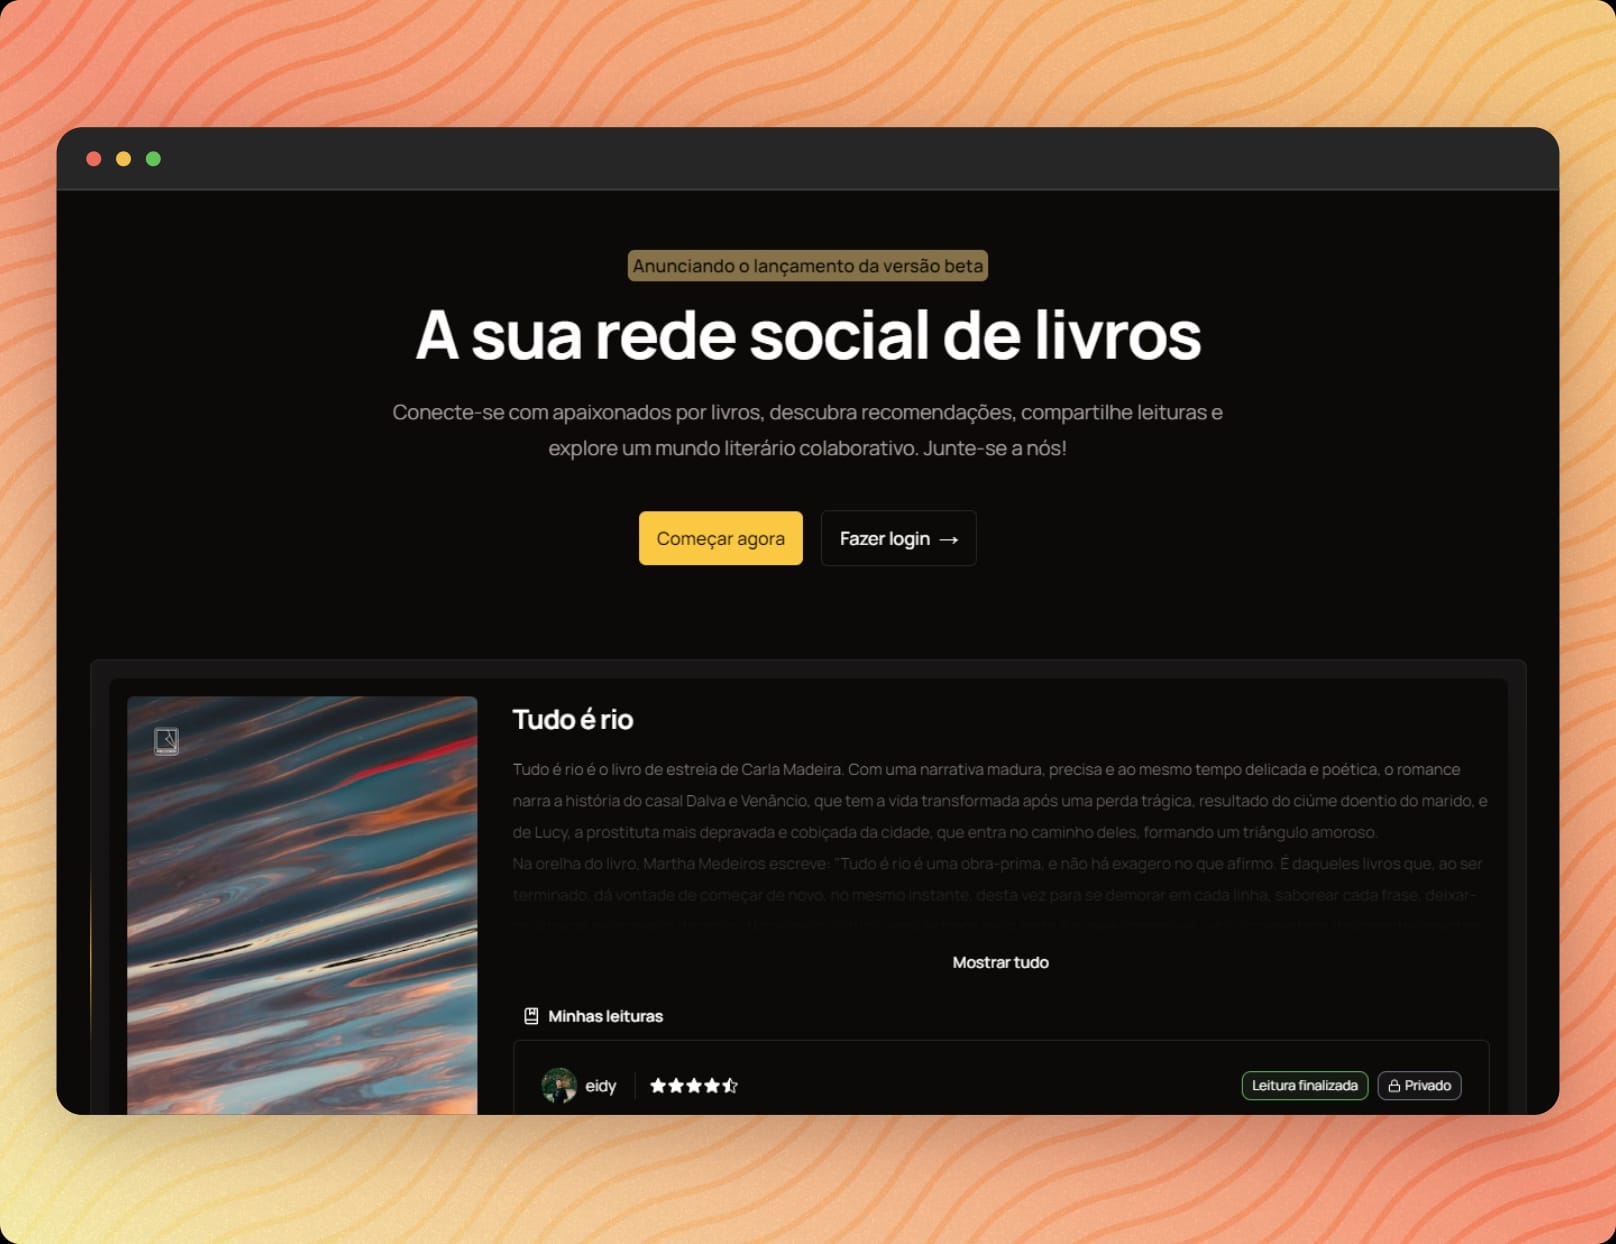 Anunciando o lançamento da versão beta
A sua rede social de livros
Conecte-se com apaixonados por livros, descubra recomendações, compartilhe leituras e
explore um mundo literário colaborativo. Junte-se a nós!
Começar agora
Fazer login →
Tudo é rio
Tudo é rio é o livro de estreia de Carla Madeira. Com uma narrativa madura, precisa e ao mesmo tempo delicada e poética, o romance
narra a história do casal Dalva e Venâncio, que tem a vida transformada após uma perda trágica, resultado do ciúme doentio do marido, e
de Lucy, a prostituta mais depravada e cobiçada da cidade, que entra no caminho deles, formando um triângulo amoroso.
Na orelha do livro, Martha Medeiros escreve: "Tudo é rio é uma obra-prima, e não há exagero no que afirmo. É daqueles livros que, ao ser
terminado, dá vontade de começar de novo, no mesmo instante, desta vez para se demorar em cada linha, saborear cada frase, deixar-
Mostrar tudo
Minhas leituras
eidy
Leitura finalizada
Privado